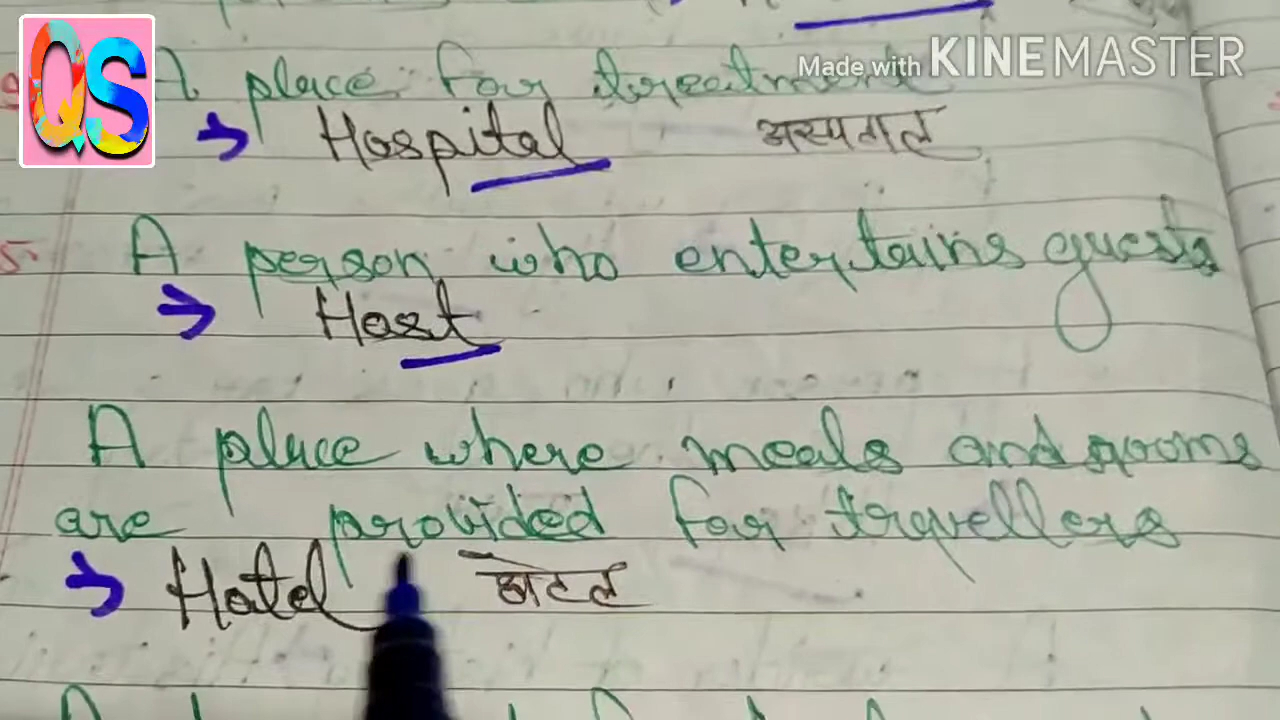 QS
Made with KINEMASTER
A place for treatment
→ Hospital अस्पताल
5. A person who entertains guests
→ Host
A place where meals and rooms
are provided for travellers
→ Hotel होटल